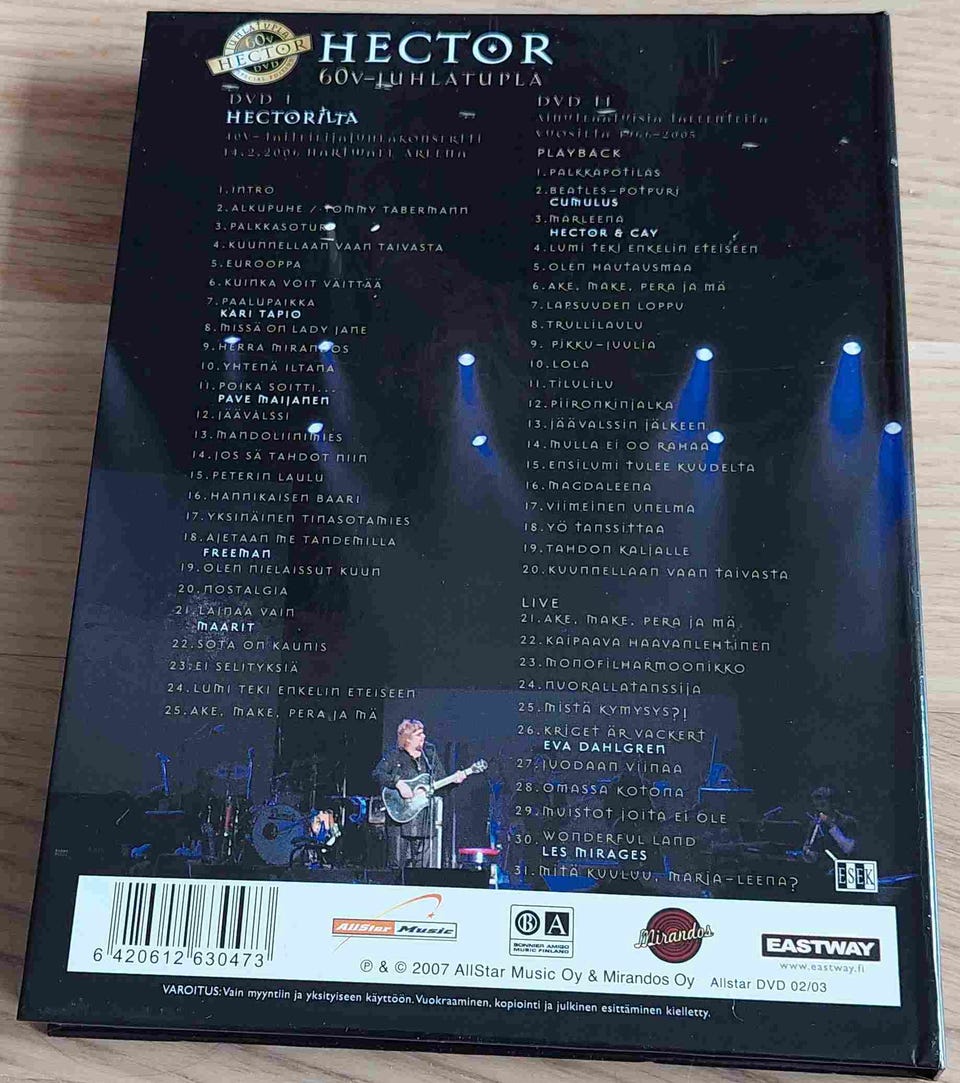 JUHLATUPLA
60V
HECTOR
DVD
SPECIAL EDITION
HECTOR
60V-JUHLATUPLA
DVD I
HECTORILTA
40V-TAITEILIJAJUHLAKONSERTTI
14.2.2006 HARTWALL AREENA
1. INTRO
2. ALKUPUHE / TOMMY TABERMANN
3. PALKKASOTURI
4. KUUNNELLAAN VAAN TAIVASTA
5. EUROOPPA
6. KUINKA VOIT VÄITTÄÄ
7. PAALUPAIKKA
KARI TAPIO
8. MISSÄ ON LADY JANE
9. HERRA MIRANDOS
10. YHTENÄ ILTANA
11. POIKA SOITTI...
PAVE MAIJANEN
12. JÄÄVALSSI
13. MANDOLIINIMIES
14. JOS SÄ TAHDOT NIIN
15. PETERIN LAULU
16. HANNIKAISEN BAARI
17. YKSINÄINEN TINASOTAMIES
18. AJETAAN ME TANDEMILLA
FREEMAN
19. OLEN NIELAISSUT KUUN
20. NOSTALGIA
21. LAINAA VAIN
MAARIT
22. SOTA ON KAUNIS
23. EI SELITYKSIÄ
24. LUMI TEKI ENKELIN ETEISEEN
25. AKE, MAKE, PERA JA MÄ
DVD II
AINUTLAATUISIA TALLENTEITA
VUOSILTA 1966-2005
PLAYBACK
1. PALKKAPOTILAS
2. BEATLES-POTPURI
CUMULUS
3. MARLEENA
HECTOR & CAY
4. LUMI TEKI ENKELIN ETEISEEN
5. OLEN HAUTAUSMAA
6. AKE, MAKE, PERA JA MÄ
7. LAPSUUDEN LOPPU
8. TRULLILAULU
9. PIKKU-JUULIA
10. LOLA
11. TILULILU
12. PIIRONKINJALKA
13. JÄÄVALSSIN JÄLKEEN
14. MULLA EI OO RAHAA
15. ENSILUMI TULEE KUUDELTA
16. MAGDALEENA
17. VIIMEINEN UNELMA
18. YÖ TANSSITTAA
19. TAHDON KALJALLE
20. KUUNNELLAAN VAAN TAIVASTA
LIVE
21. AKE, MAKE, PERA JA MÄ
22. KAIPAAVA HAAVANLEHTINEN
23. MONOFILHARMOONIKKO
24. NUORALLATANSSIJA
25. MISTÄ KYMYSYS?!
26. KRIGET ÄR VACKERT
EVA DAHLGREN
27. JUODAAN VIINAA
28. OMASSA KOTONA
29. MUISTOT JOITA EI OLE
30. WONDERFUL LAND
LES MIRAGES
31. MITÄ KUULUU, MARJA-LEENA?
ESEK
6 420612 630473
AllStar Music
BA
BONNIER AMIGO
MUSIC FINLAND
Mirandos
EASTWAY
www.eastway.fi
℗ & © 2007 AllStar Music Oy & Mirandos Oy Allstar DVD 02/03
VAROITUS: Vain myyntiin ja yksityiseen käyttöön. Vuokraaminen, kopiointi ja julkinen esittäminen kielletty.